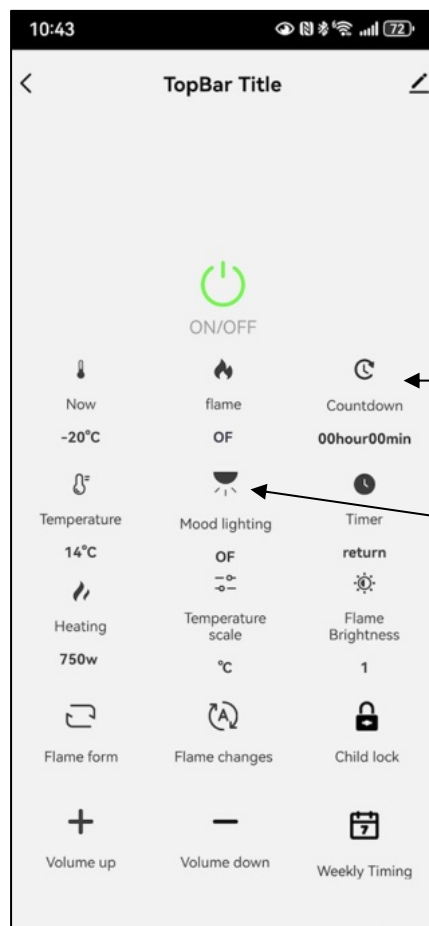 10:43
72
TopBar Title
ON/OFF
Now
flame
Countdown
-20°C
OF
00hour00min
Temperature
Mood lighting
Timer
14°C
OF
return
Heating
Temperature
scale
Flame
Brightness
750w
°C
1
Flame form
Flame changes
Child lock
Volume up
Volume down
Weekly Timing